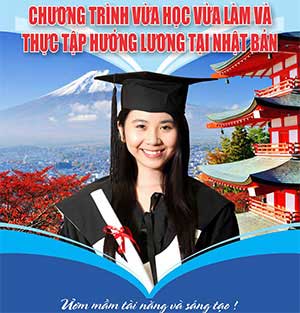 CHƯƠNG TRÌNH VỪA HỌC VỪA LÀM VÀ
THỰC TẬP HƯỞNG LƯƠNG TẠI NHẬT BẢN
Ươm mầm tài năng và sáng tạo !